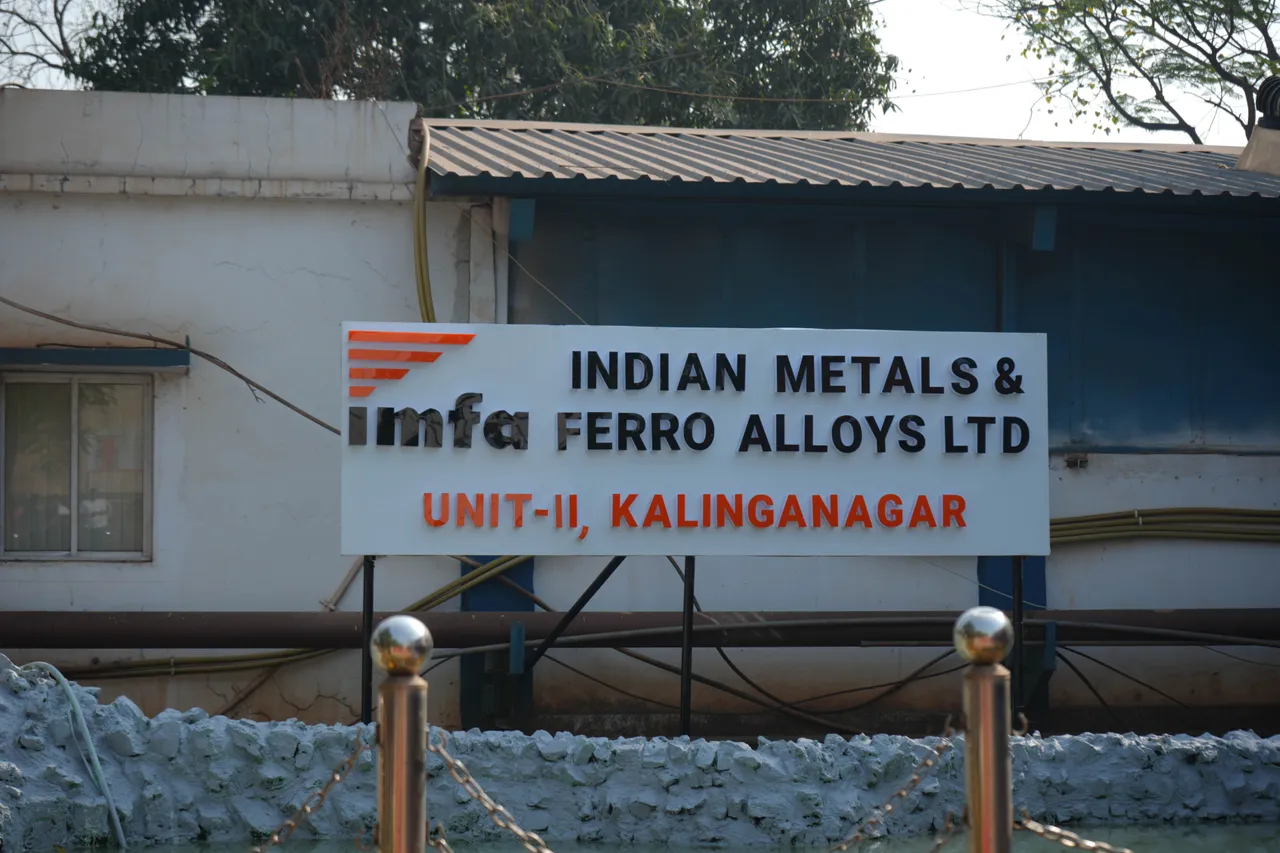 imfa
INDIAN METALS &
FERRO ALLOYS LTD
UNIT-II, KALINGANAGAR